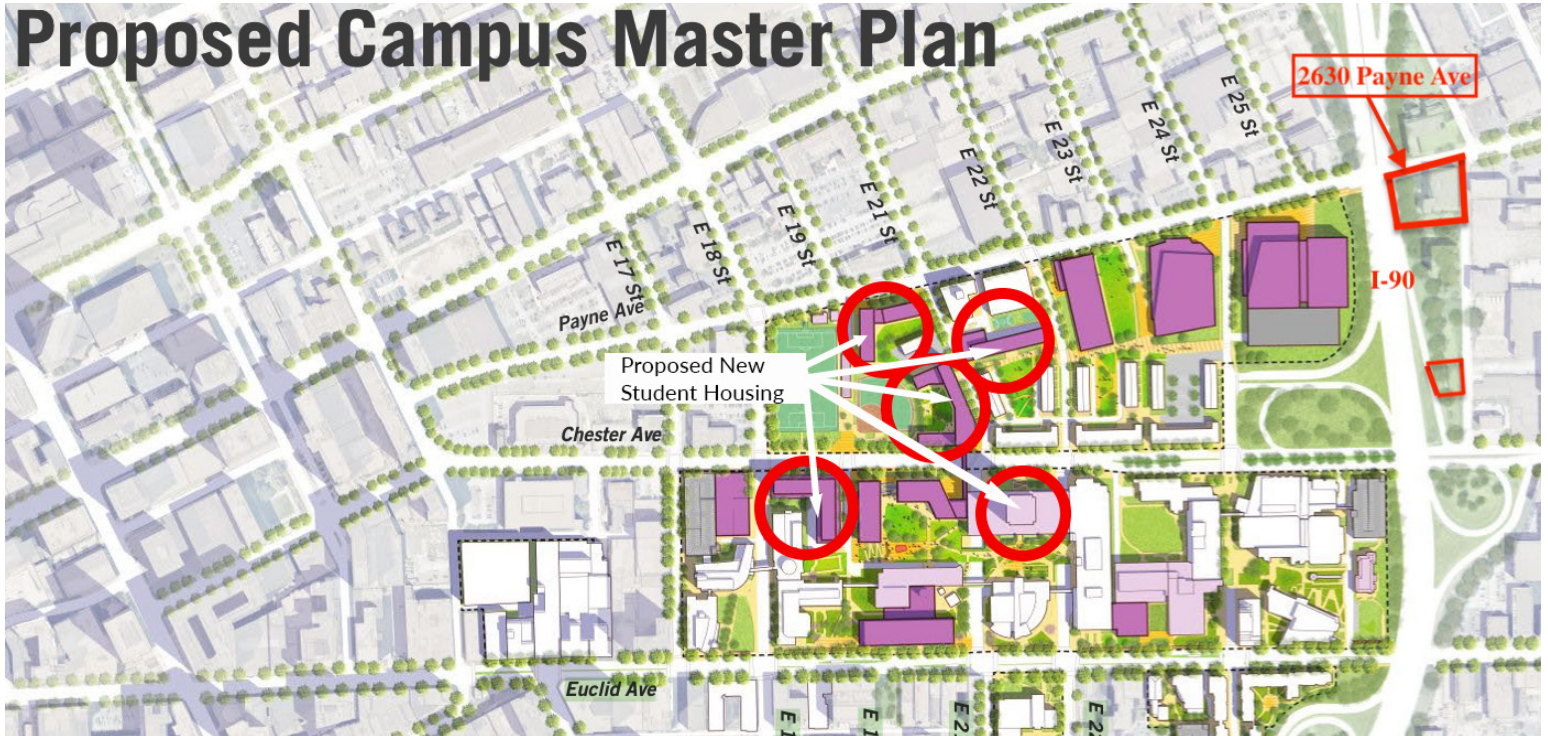 Proposed Campus Master Plan
2630 Payne Ave
E 25 St
E 24 St
E 23 St
E 22 St
E 21 St
E 19 St
E 18 St
E 17 St
I-90
Payne Ave
Proposed New
Student Housing
Chester Ave
Euclid Ave